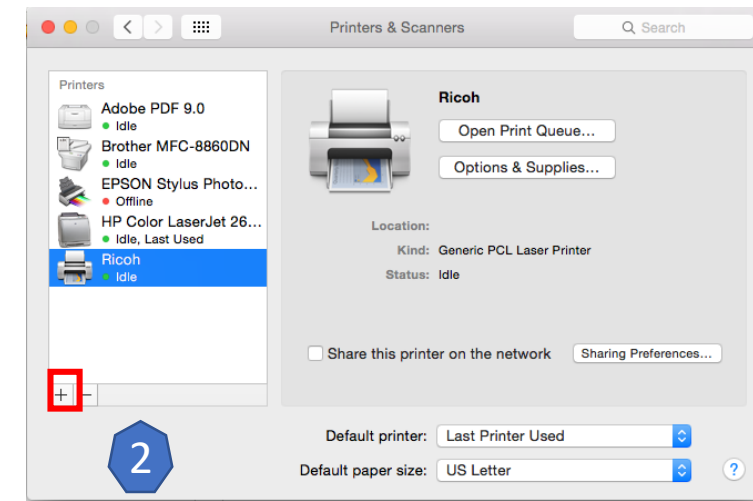 Printers & Scanners
Search
Printers
Adobe PDF 9.0
Idle
Brother MFC-8860DN
Idle
EPSON Stylus Photo...
Offline
HP Color LaserJet 26...
Idle, Last Used
Ricoh
Idle
+ −
2
Ricoh
Open Print Queue...
Options & Supplies...
Location:
Kind: Generic PCL Laser Printer
Status: Idle
Share this printer on the network Sharing Preferences...
Default printer: Last Printer Used
Default paper size: US Letter ?